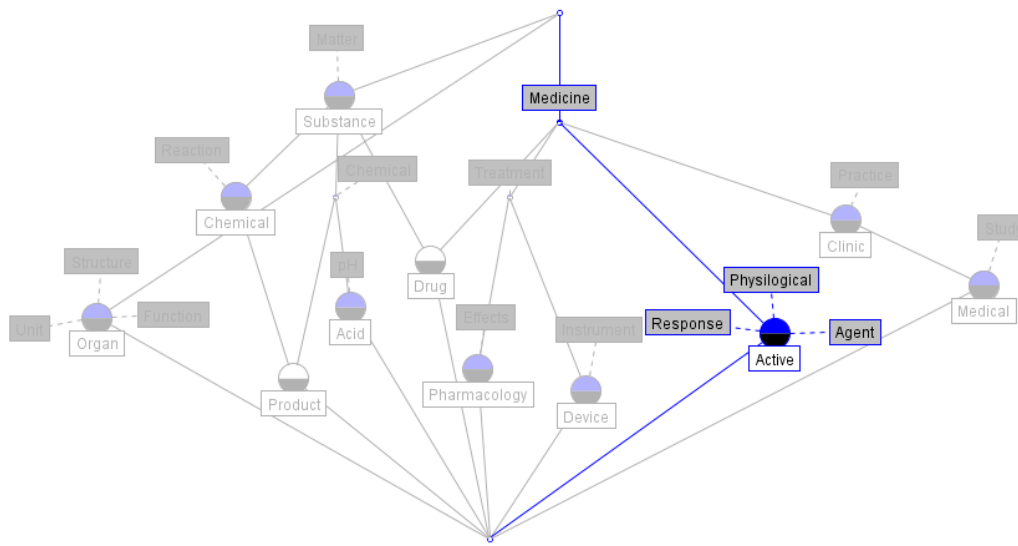 Matter
Medicine
Substance
Reaction
Chemical
Treatment
Practice
Chemical
Stud
Clinic
Structure
pH
Physilogical
Drug
Medical
Unit
Function
Effects
Response
Agent
Organ
Acid
Instrument
Active
Pharmacology
Product
Device